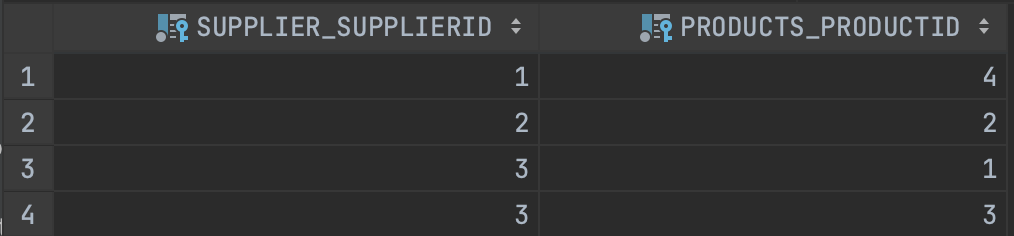 SUPPLIER_SUPPLIERID PRODUCTS_PRODUCTID
1 1 4
2 2 2
3 3 1
4 3 3